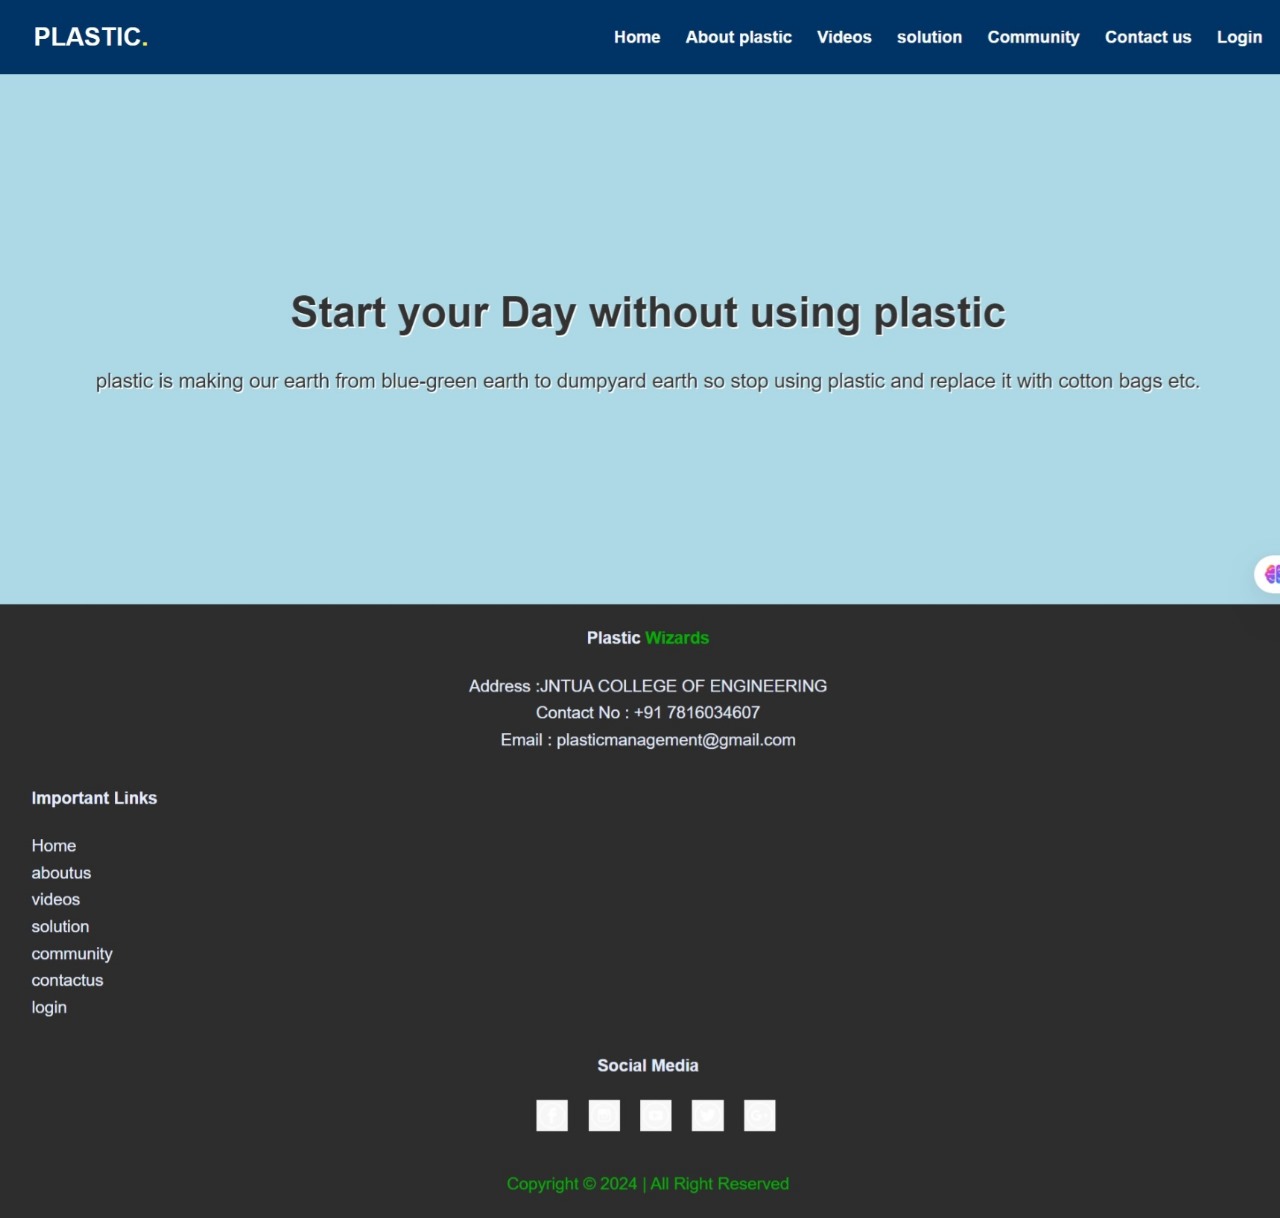 PLASTIC.
Home About plastic Videos solution Community Contact us Login
Start your Day without using plastic
plastic is making our earth from blue-green earth to dumpyard earth so stop using plastic and replace it with cotton bags etc.
Plastic Wizards
Address :JNTUA COLLEGE OF ENGINEERING
Contact No : +91 7816034607
Email : plasticmanagement@gmail.com
Important Links
Home
aboutus
videos
solution
community
contactus
login
Social Media
Copyright © 2024 | All Right Reserved